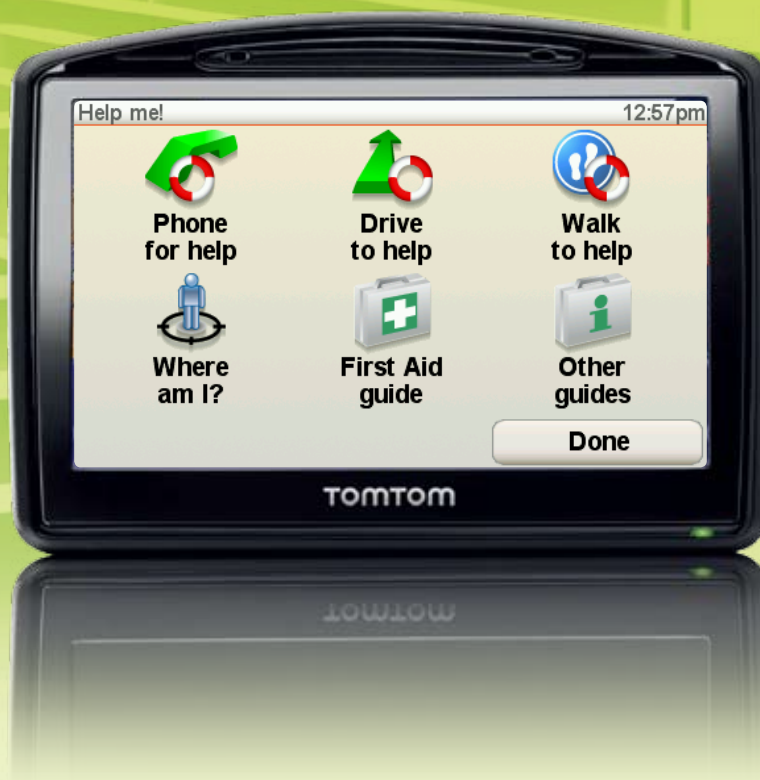 Help me! 12:57pm
Phone
for help
Drive
to help
Walk
to help
Where
am I?
First Aid
guide
Other
guides
Done
TOMTOM
TOMTOM